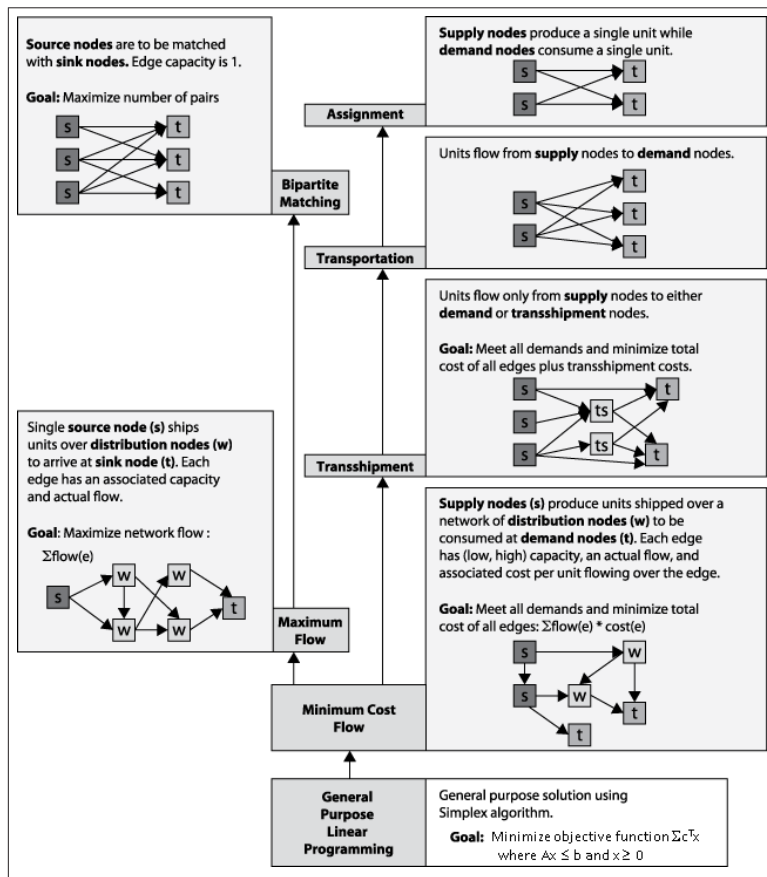 Source nodes are to be matched
with sink nodes. Edge capacity is 1.
Goal: Maximize number of pairs
s
t
s
t
s
t
Bipartite
Matching
Supply nodes produce a single unit while
demand nodes consume a single unit.
s
t
s
t
Assignment
Units flow from supply nodes to demand nodes.
t
s
t
s
t
Transportation
Units flow only from supply nodes to either
demand or transshipment nodes.
Goal: Meet all demands and minimize total
cost of all edges plus transshipment costs.
s
t
ts
s
ts
s
t
Transshipment
Single source node (s) ships
units over distribution nodes (w)
to arrive at sink node (t). Each
edge has an associated capacity
and actual flow.
Goal: Maximize network flow :
Σflow(e)
w
w
s
t
w
w
Maximum
Flow
Supply nodes (s) produce units shipped over a
network of distribution nodes (w) to be
consumed at demand nodes (t). Each edge
has (low, high) capacity, an actual flow, and
associated cost per unit flowing over the edge.
Goal: Meet all demands and minimize total
cost of all edges: Σflow(e) * cost(e)
s
w
s
w
t
t
Minimum Cost
Flow
General
Purpose
Linear
Programming
General purpose solution using
Simplex algorithm.
Goal: Minimize objective function Σcᵀx
where Ax ≤ b and x ≥ 0